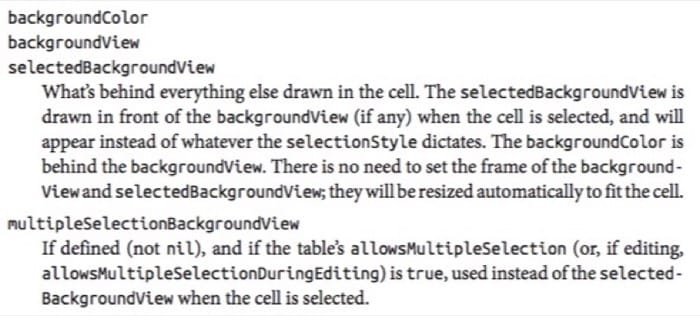 backgroundColor
backgroundView
selectedBackgroundView
What's behind everything else drawn in the cell. The selectedBackgroundView is
drawn in front of the backgroundView (if any) when the cell is selected, and will
appear instead of whatever the selectionStyle dictates. The backgroundColor is
behind the backgroundView. There is no need to set the frame of the background-
View and selectedBackgroundView; they will be resized automatically to fit the cell.
multipleSelectionBackgroundView
If defined (not nil), and if the table's allowsMultipleSelection (or, if editing,
allowsMultipleSelectionDuringEditing) is true, used instead of the selected-
BackgroundView when the cell is selected.